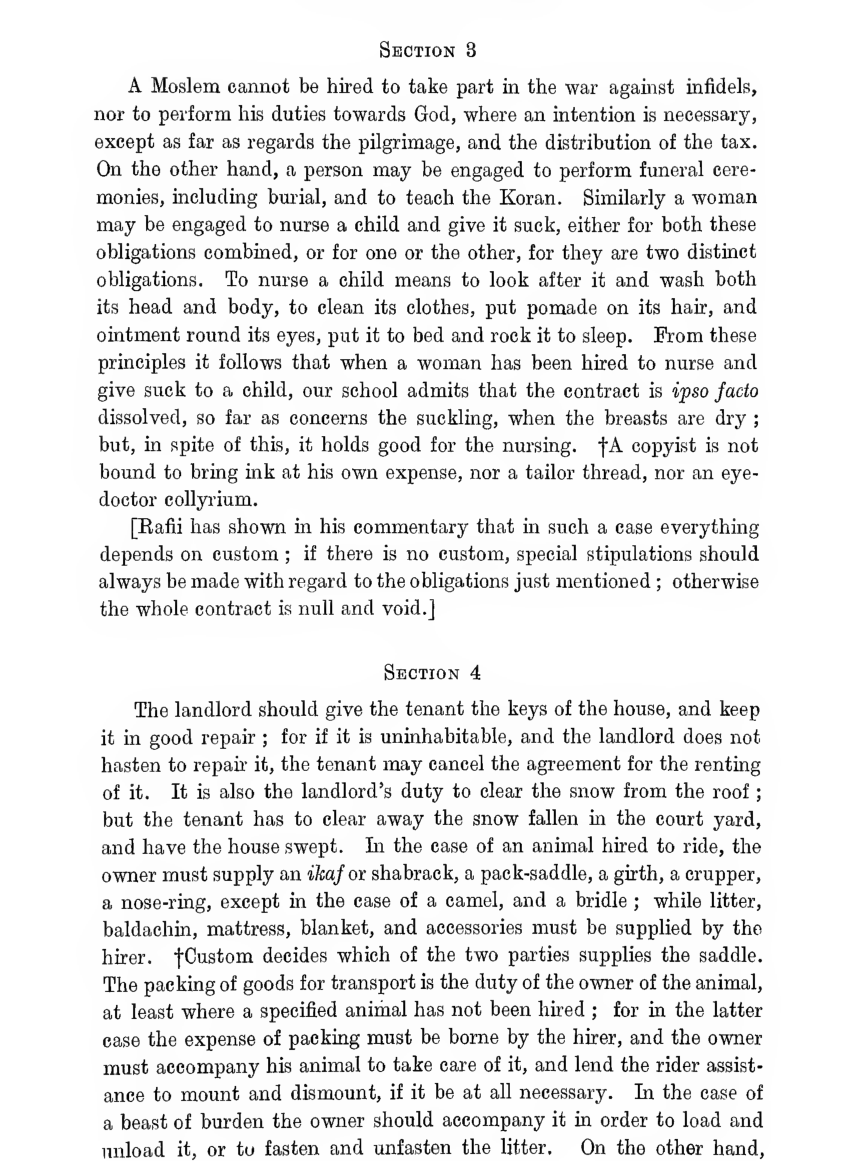 SECTION 3
A Moslem cannot be hired to take part in the war against infidels,
nor to perform his duties towards God, where an intention is necessary,
except as far as regards the pilgrimage, and the distribution of the tax.
On the other hand, a person may be engaged to perform funeral cere-
monies, including burial, and to teach the Koran. Similarly a woman
may be engaged to nurse a child and give it suck, either for both these
obligations combined, or for one or the other, for they are two distinct
obligations. To nurse a child means to look after it and wash both
its head and body, to clean its clothes, put pomade on its hair, and
ointment round its eyes, put it to bed and rock it to sleep. From these
principles it follows that when a woman has been hired to nurse and
give suck to a child, our school admits that the contract is ipso facto
dissolved, so far as concerns the suckling, when the breasts are dry ;
but, in spite of this, it holds good for the nursing. †A copyist is not
bound to bring ink at his own expense, nor a tailor thread, nor an eye-
doctor collyrium.
[Rafii has shown in his commentary that in such a case everything
depends on custom ; if there is no custom, special stipulations should
always be made with regard to the obligations just mentioned ; otherwise
the whole contract is null and void.]
SECTION 4
The landlord should give the tenant the keys of the house, and keep
it in good repair ; for if it is uninhabitable, and the landlord does not
hasten to repair it, the tenant may cancel the agreement for the renting
of it. It is also the landlord's duty to clear the snow from the roof ;
but the tenant has to clear away the snow fallen in the court yard,
and have the house swept. In the case of an animal hired to ride, the
owner must supply an ikaf or shabrack, a pack-saddle, a girth, a crupper,
a nose-ring, except in the case of a camel, and a bridle ; while litter,
baldachin, mattress, blanket, and accessories must be supplied by the
hirer. †Custom decides which of the two parties supplies the saddle.
The packing of goods for transport is the duty of the owner of the animal,
at least where a specified animal has not been hired ; for in the latter
case the expense of packing must be borne by the hirer, and the owner
must accompany his animal to take care of it, and lend the rider assist-
ance to mount and dismount, if it be at all necessary. In the case of
a beast of burden the owner should accompany it in order to load and
unload it, or to fasten and unfasten the litter. On the other hand,